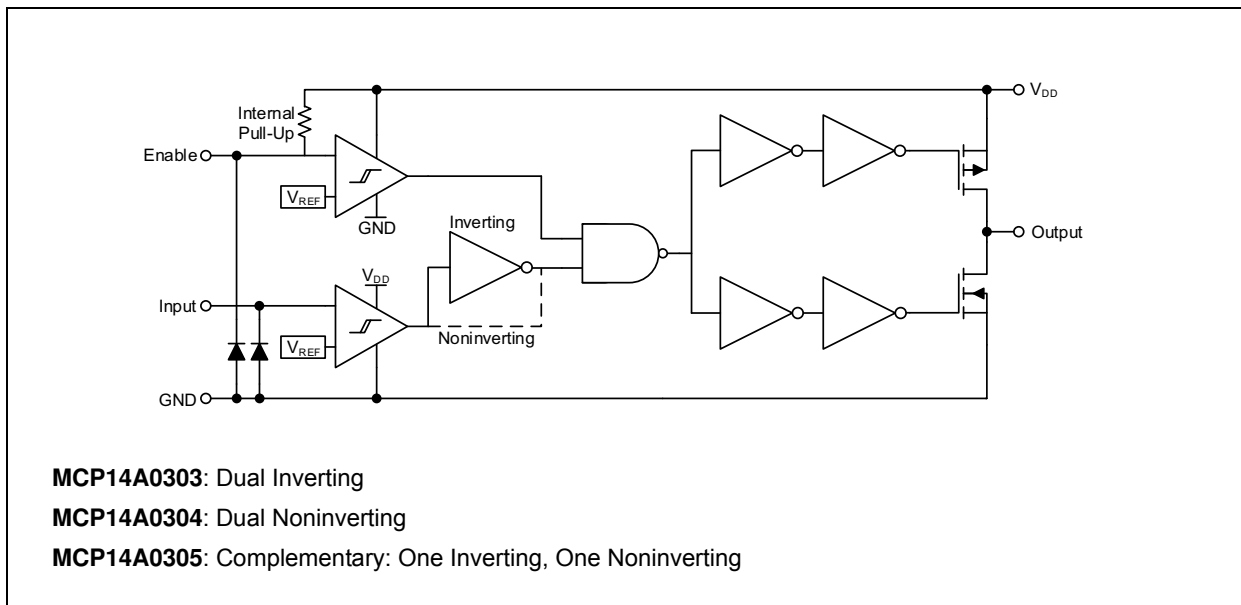 V_DD
Internal
Pull-Up
Enable
V_REF
GND
Inverting
Output
V_DD
Input
Noninverting
V_REF
GND
MCP14A0303: Dual Inverting
MCP14A0304: Dual Noninverting
MCP14A0305: Complementary: One Inverting, One Noninverting